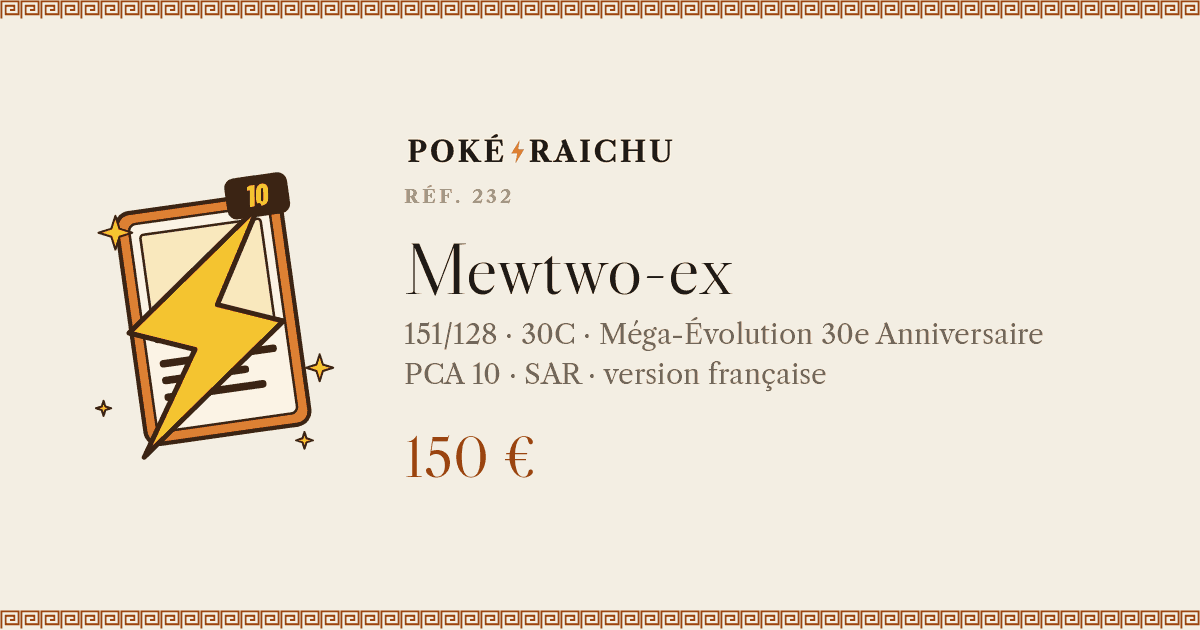 POKÉ⚡RAICHU
RÉF. 232
10
Mewtwo-ex
151/128 · 30C · Méga-Évolution 30e Anniversaire
PCA 10 · SAR · version française
150 €